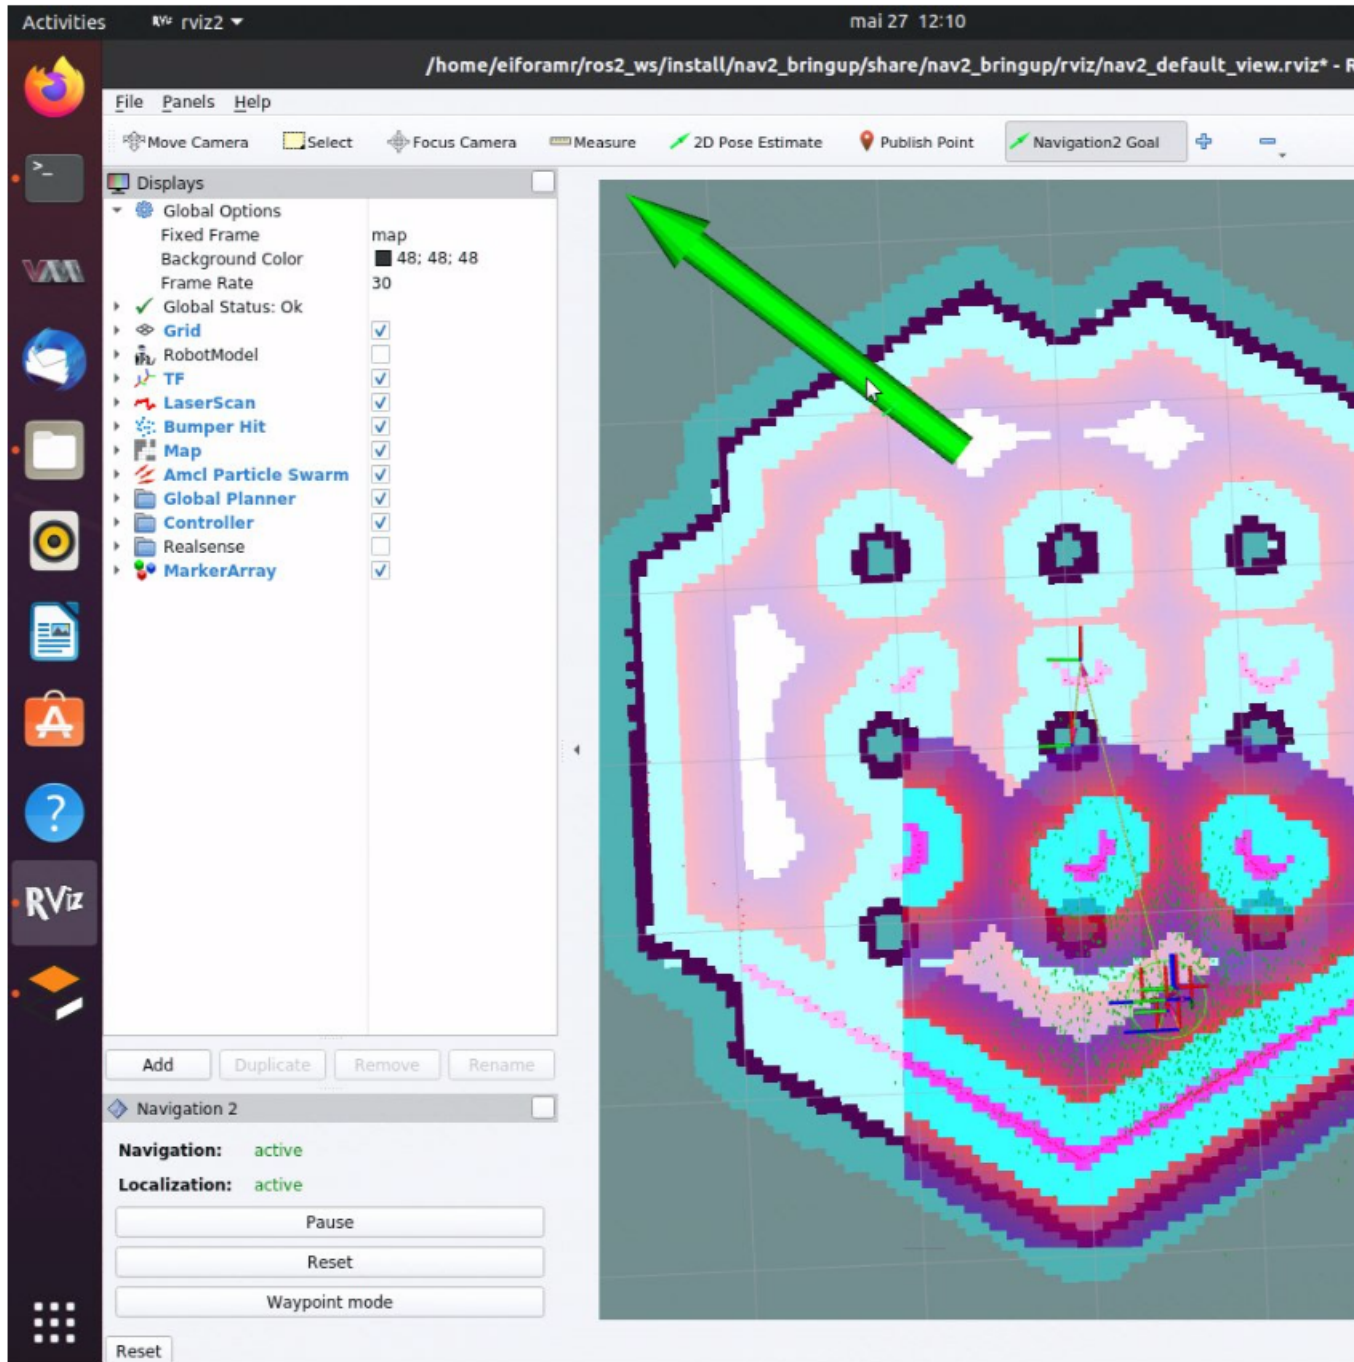 Activities RViz rviz2 mai 27 12:10
/home/eiforamr/ros2_ws/install/nav2_bringup/share/nav2_bringup/rviz/nav2_default_view.rviz* - R
File Panels Help
Move Camera Select Focus Camera Measure 2D Pose Estimate Publish Point Navigation2 Goal
Displays
Global Options
Fixed Frame map
Background Color 48; 48; 48
Frame Rate 30
Global Status: Ok
Grid
RobotModel
TF
LaserScan
Bumper Hit
Map
Amcl Particle Swarm
Global Planner
Controller
Realsense
MarkerArray
RViz
Add Duplicate Remove Rename
Navigation 2
Navigation: active
Localization: active
Pause
Reset
Waypoint mode
Reset